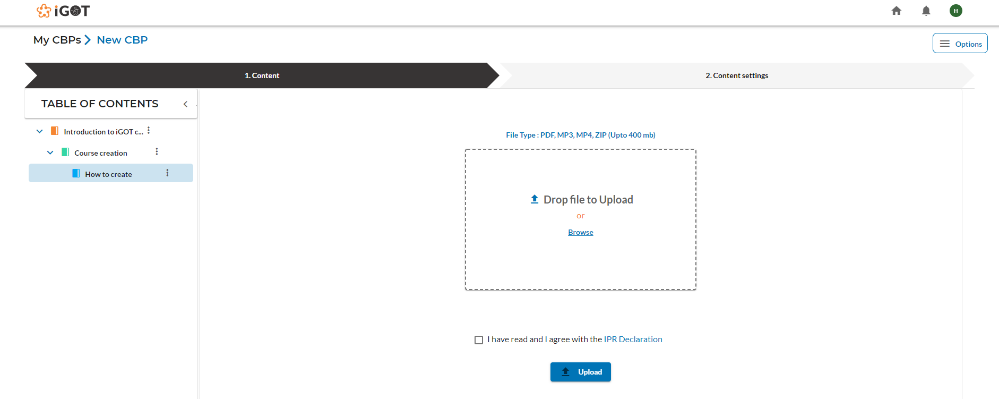 iGOT
H
My CBPs New CBP
Options
1. Content
2. Content settings
TABLE OF CONTENTS
Introduction to iGOT c...
Course creation
How to create
File Type : PDF, MP3, MP4, ZIP (Upto 400 mb)
Drop file to Upload
or
Browse
I have read and I agree with the IPR Declaration
Upload